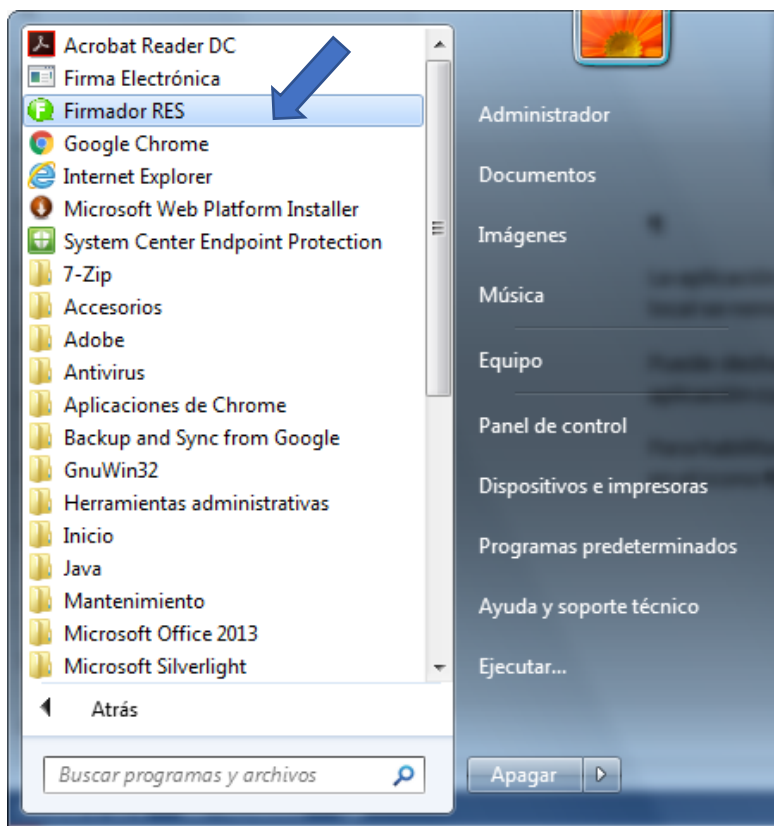 Acrobat Reader DC
Firma Electrónica
Firmador RES
Google Chrome
Internet Explorer
Microsoft Web Platform Installer
System Center Endpoint Protection
7-Zip
Accesorios
Adobe
Antivirus
Aplicaciones de Chrome
Backup and Sync from Google
GnuWin32
Herramientas administrativas
Inicio
Java
Mantenimiento
Microsoft Office 2013
Microsoft Silverlight
Atrás
Buscar programas y archivos
Administrador
Documentos
Imágenes
Música
Equipo
Panel de control
Dispositivos e impresoras
Programas predeterminados
Ayuda y soporte técnico
Ejecutar...
Apagar